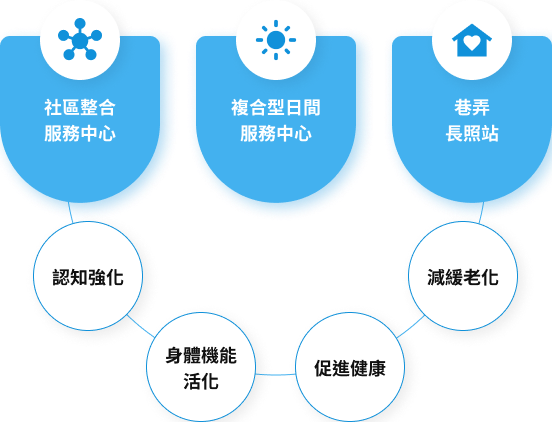 社區整合
服務中心
複合型日間
服務中心
巷弄
長照站
認知強化
身體機能
活化
促進健康
減緩老化